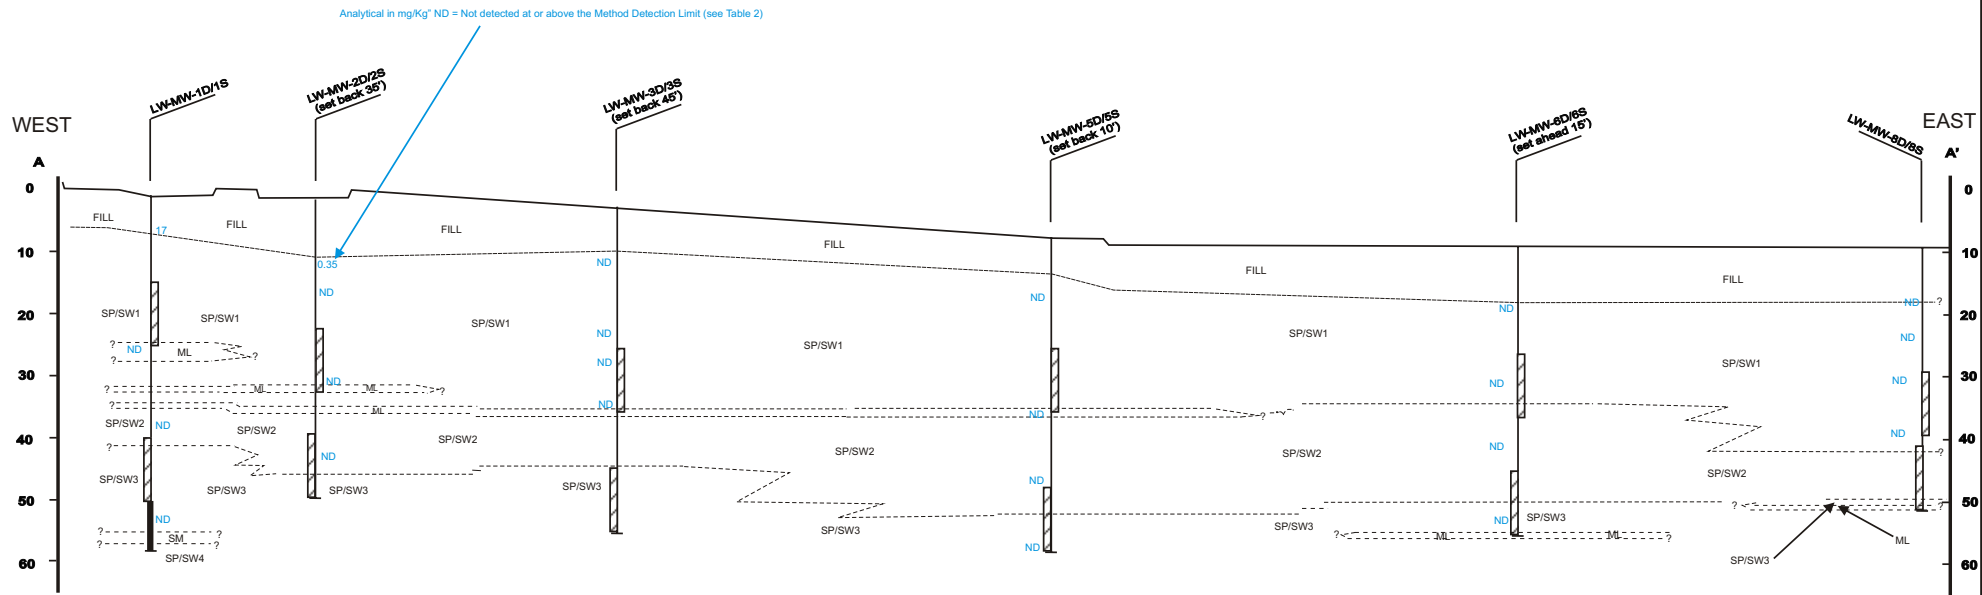 Analytical in mg/Kg" ND = Not detected at or above the Method Detection Limit (see Table 2)
LW-MW-1D/1S
LW-MW-2D/2S
(set back 35')
LW-MW-3D/3S
(set back 45')
LW-MW-5D/5S
(set back 10')
LW-MW-6D/6S
(set ahead 15')
LW-MW-8D/8S
WEST
EAST
A
A'
0
0
FILL
17
FILL
FILL
FILL
FILL
FILL
10
10
0.35
ND
ND
ND
ND
ND
?
SP/SW1
20
SP/SW1
SP/SW1
SP/SW1
SP/SW1
SP/SW1
ND
ND
20
?
ND
ML
?
?
ND
30
?
ND
ML
ML
?
ND
ND
30
?
ML
ND
ND
?
SP/SW2
ND
SP/SW2
SP/SW2
SP/SW2
SP/SW2
SP/SW2
ND
ND
40
40
?
ND
?
SP/SW3
SP/SW3
SP/SW3
SP/SW3
ND
50
50
ND
SP/SW3
SP/SW3
ND
SP/SW3
?
?
?
?
SM
?
?
ND
?
ML
ML
?
SP/SW4
SP/SW3
ML
60
60